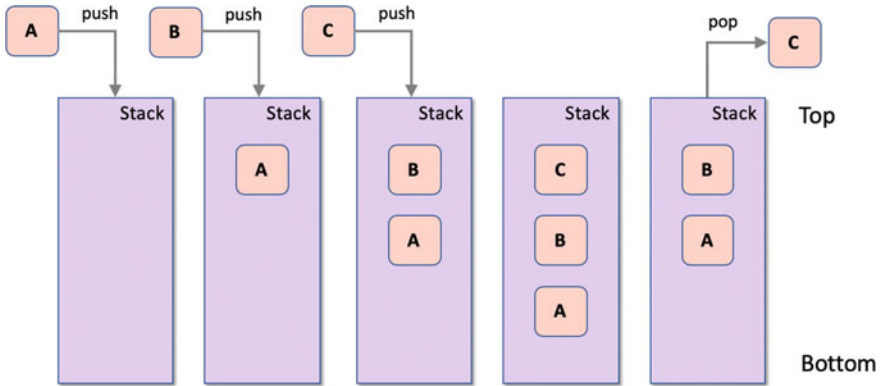 A push B push C push pop C
Stack Stack Stack Stack Stack Top
A B C B
A B A
A
Bottom